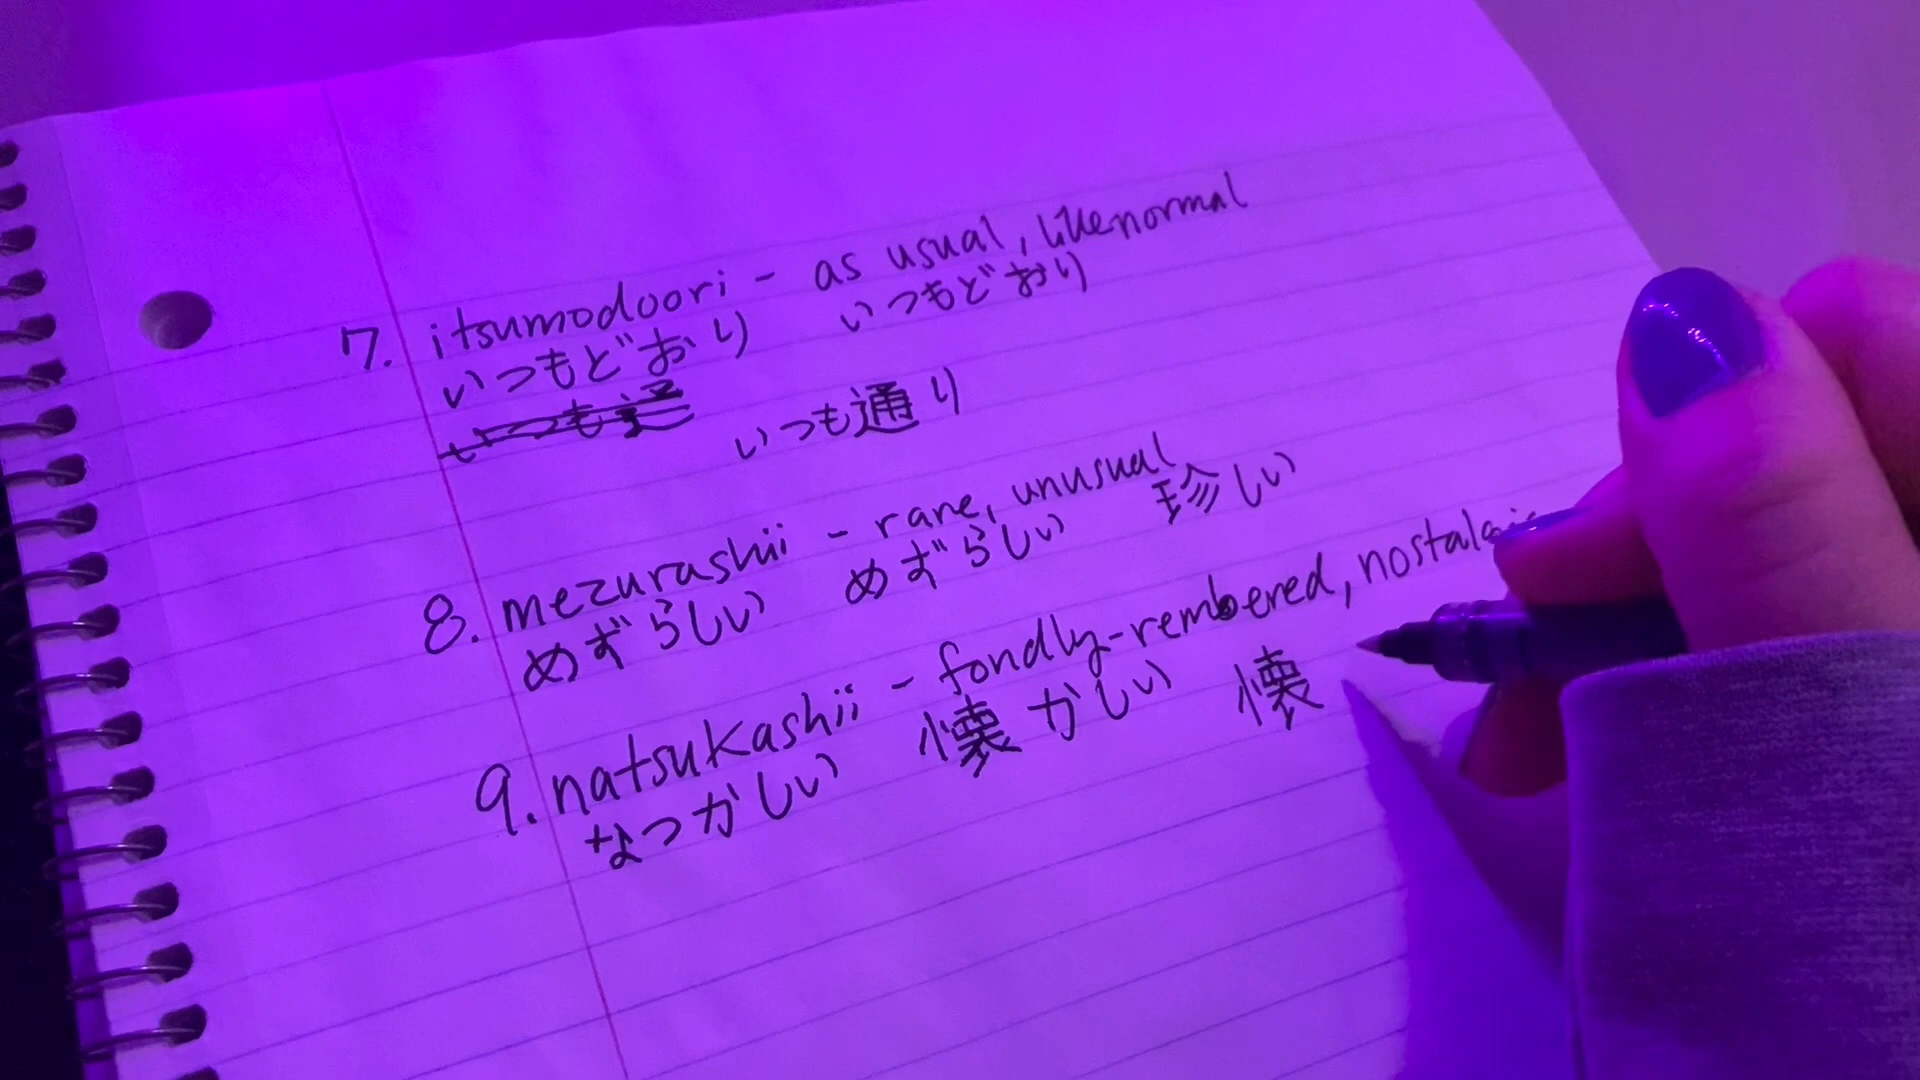 7. itsumodoori - as usual, like normal
いつもどおり いつもどおり
いつも通り
8. mezurashii - rare, unusual
めずらしい めずらしい 珍しい
9. natsukashii - fondly-rembered, nostalgic
なつかしい 懐かしい 懐